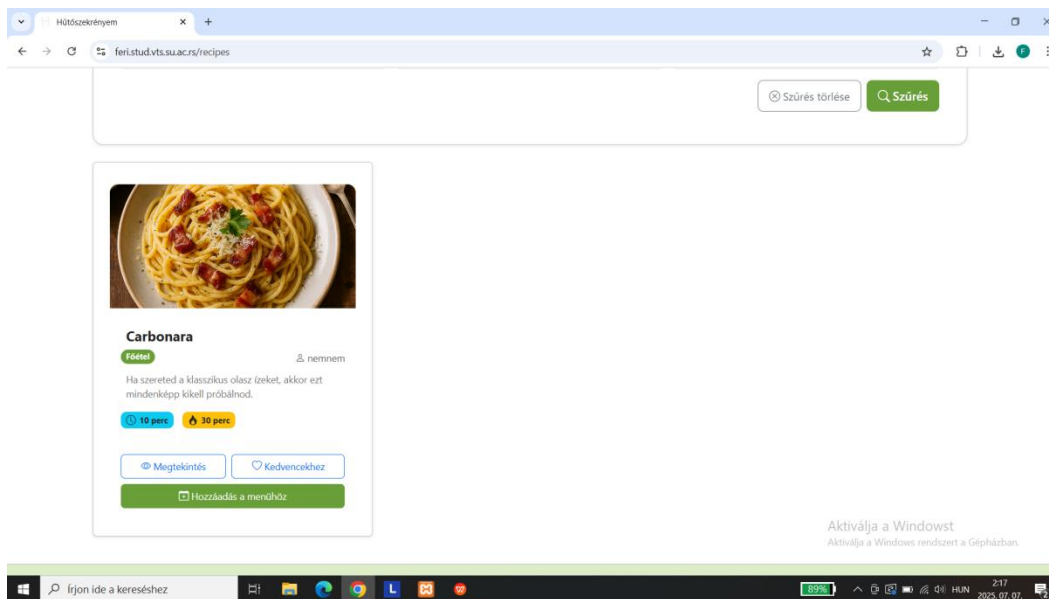 Hűtőszekrényem
feri.stud.vts.su.ac.rs/recipes
F
Szűrés törlése
Szűrés
Carbonara
Főétel
nemnem
Ha szereted a klasszikus olasz ízeket, akkor ezt
mindenképp kikell próbálnod.
10 perc 30 perc
Megtekintés Kedvencekhez
Hozzáadás a menühöz
Aktiválja a Windowst
Aktiválja a Windows rendszert a Gépházban.
Írjon ide a kereséshez
L
89%
HUN
2:17
2025. 07. 07.
2